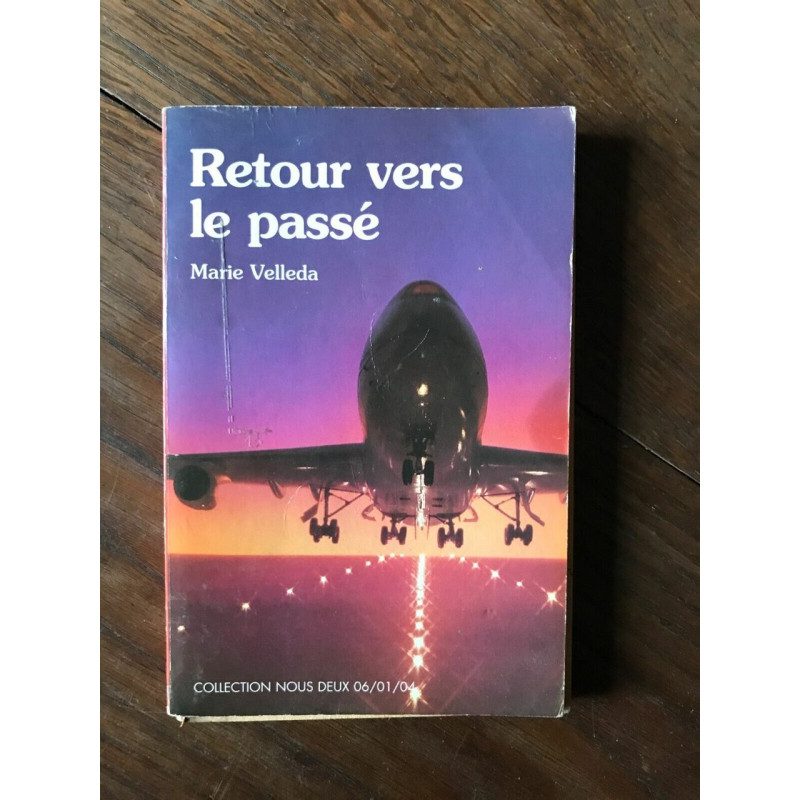 Retour vers
le passé
Marie Velleda
COLLECTION NOUS DEUX 06/01/04